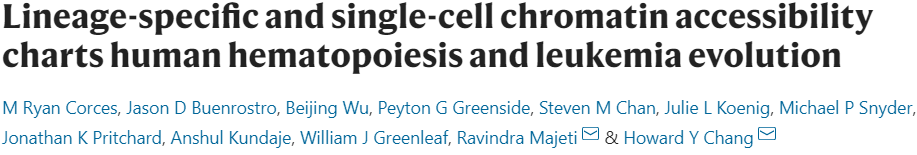 Lineage-specific and single-cell chromatin accessibility
charts human hematopoiesis and leukemia evolution
M Ryan Corces, Jason D Buenrostro, Beijing Wu, Peyton G Greenside, Steven M Chan, Julie L Koenig, Michael P Snyder,
Jonathan K Pritchard, Anshul Kundaje, William J Greenleaf, Ravindra Majeti & Howard Y Chang